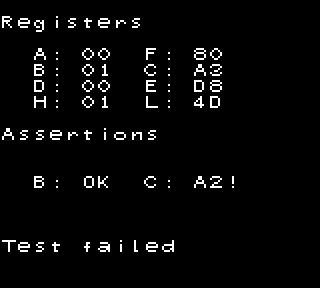 Registers
A: 00 F: 80
B: 01 C: A3
D: 00 E: D8
H: 01 L: 4D
Assertions
B: OK C: A2!
Test failed